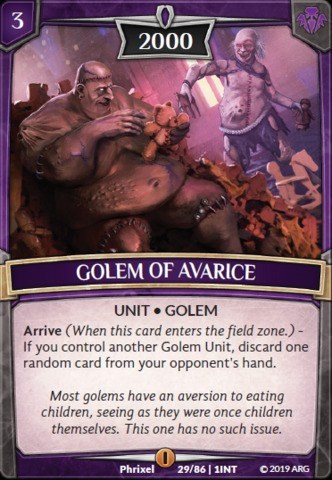 3
2000
GOLEM OF AVARICE
UNIT • GOLEM
Arrive (When this card enters the field zone.) -
If you control another Golem Unit, discard one
random card from your opponent's hand.
Most golems have an aversion to eating
children, seeing as they were once children
themselves. This one has no such issue.
Phrixel 29/86 | 1INT © 2019 ARG